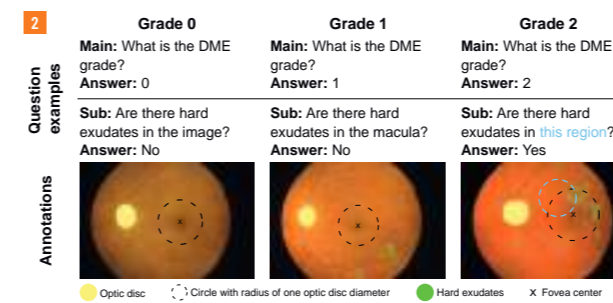 2
Grade 0
Main: What is the DME
grade?
Answer: 0
Grade 1
Main: What is the DME
grade?
Answer: 1
Grade 2
Main: What is the DME
grade?
Answer: 2
Question
examples
Sub: Are there hard
exudates in the image?
Answer: No
Sub: Are there hard
exudates in the macula?
Answer: No
Sub: Are there hard
exudates in this region?
Answer: Yes
Annotations
x
x
x
Optic disc
Circle with radius of one optic disc diameter
Hard exudates
x Fovea center